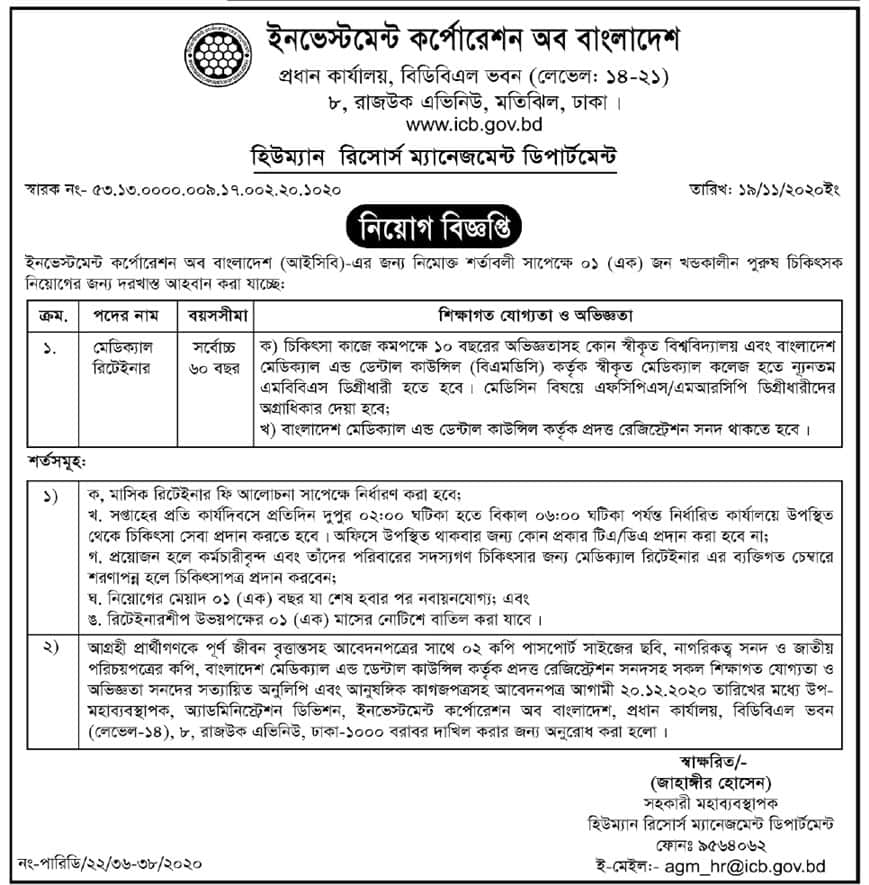 ইনভেস্টমেন্ট কর্পোরেশন অব বাংলাদেশ
প্রধান কার্যালয়, বিডিবিএল ভবন (লেভেল: ১৪-২১)
৮, রাজউক এভিনিউ, মতিঝিল, ঢাকা ।
www.icb.gov.bd
হিউম্যান রিসোর্স ম্যানেজমেন্ট ডিপার্টমেন্ট
স্মারক নং- ৫৩.১৩.০০০০.০০৯.১৭.০০২.২০.১০২০ তারিখ: ১৯/১১/২০২০ইং
নিয়োগ বিজ্ঞপ্তি
ইনভেস্টমেন্ট কর্পোরেশন অব বাংলাদেশ (আইসিবি)-এর জন্য নিমোক্ত শর্তাবলী সাপেক্ষে ০১ (এক) জন খন্ডকালীন পুরুষ চিকিৎসক
নিয়োগের জন্য দরখাস্ত আহবান করা যাচ্ছে:
ক্রম. পদের নাম বয়সসীমা শিক্ষাগত যোগ্যতা ও অভিজ্ঞতা
১. মেডিক্যাল সর্বোচ্চ ক) চিকিৎসা কাজে কমপক্ষে ১০ বছরের অভিজ্ঞতাসহ কোন স্বীকৃত বিশ্ববিদ্যালয় এবং বাংলাদেশ
রিটেইনার ৬০ বছর মেডিক্যাল এন্ড ডেন্টাল কাউন্সিল (বিএমডিসি) কর্তৃক স্বীকৃত মেডিক্যাল কলেজ হতে ন্যূনতম
এমবিবিএস ডিগ্রীধারী হতে হবে । মেডিসিন বিষয়ে এফসিপিএস/এমআরসিপি ডিগ্রীধারীদের
অগ্রাধিকার দেয়া হবে;
খ) বাংলাদেশ মেডিক্যাল এন্ড ডেন্টাল কাউন্সিল কর্তৃক প্রদত্ত রেজিস্ট্রেশন সনদ থাকতে হবে ।
শর্তসমূহ:
১) ক, মাসিক রিটেইনার ফি আলোচনা সাপেক্ষে নির্ধারণ করা হবে;
খ. সপ্তাহের প্রতি কার্যদিবসে প্রতিদিন দুপুর ০২:০০ ঘটিকা হতে বিকাল ০৬:০০ ঘটিকা পর্যন্ত নির্ধারিত কার্যালয়ে উপস্থিত
থেকে চিকিৎসা সেবা প্রদান করতে হবে । অফিসে উপস্থিত থাকবার জন্য কোন প্রকার টিএ/ডিএ প্রদান করা হবে না;
গ. প্রয়োজন হলে কর্মচারীবৃন্দ এবং তাঁদের পরিবারের সদস্যগণ চিকিৎসার জন্য মেডিক্যাল রিটেইনার এর ব্যক্তিগত চেম্বারে
শরণাপন্ন হলে চিকিৎসাপত্র প্রদান করবেন;
ঘ. নিয়োগের মেয়াদ ০১ (এক) বছর যা শেষ হবার পর নবায়নযোগ্য; এবং
ঙ. রিটেইনারশীপ উভয়পক্ষের ০১ (এক) মাসের নোটিশে বাতিল করা যাবে ।
২) আগ্রহী প্রার্থীগণকে পূর্ণ জীবন বৃত্তান্তসহ আবেদনপত্রের সাথে ০২ কপি পাসপোর্ট সাইজের ছবি, নাগরিকত্ব সনদ ও জাতীয়
পরিচয়পত্রের কপি, বাংলাদেশ মেডিক্যাল এন্ড ডেন্টাল কাউন্সিল কর্তৃক প্রদত্ত রেজিস্ট্রেশন সনদসহ সকল শিক্ষাগত যোগ্যতা ও
অভিজ্ঞতা সনদের সত্যায়িত অনুলিপি এবং আনুষঙ্গিক কাগজপত্রসহ আবেদনপত্র আগামী ২০.১২.২০২০ তারিখের মধ্যে উপ-
মহাব্যবস্থাপক, অ্যাডমিনিস্ট্রেশন ডিভিশন, ইনভেস্টমেন্ট কর্পোরেশন অব বাংলাদেশ, প্রধান কার্যালয়, বিডিবিএল ভবন
(লেভেল-১৪), ৮, রাজউক এভিনিউ, ঢাকা-১০০০ বরাবর দাখিল করার জন্য অনুরোধ করা হলো ।
স্বাক্ষরিত/-
(জাহাঙ্গীর হোসেন)
সহকারী মহাব্যবস্থাপক
হিউম্যান রিসোর্স ম্যানেজমেন্ট ডিপার্টমেন্ট
ফোনঃ ৯৫৬৪০৬২
নং-পারিডি/২২/৩৬-৩৮/২০২০ ই-মেইল:- agm_hr@icb.gov.bd